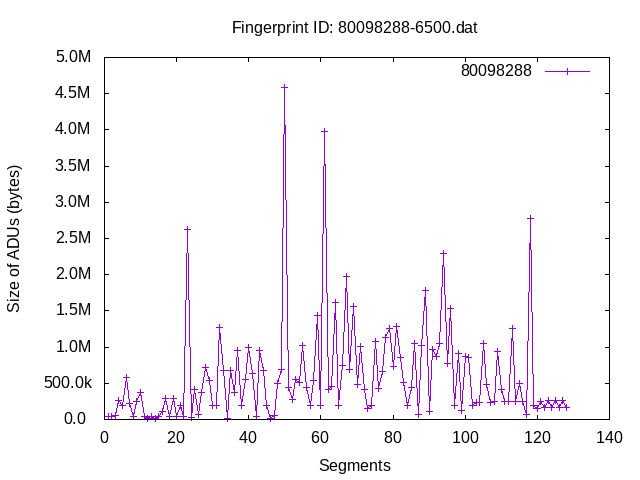 Fingerprint ID: 80098288-6500.dat
80098288
5.0M
4.5M
4.0M
3.5M
3.0M
2.5M
2.0M
1.5M
1.0M
500.0k
0.0
Size of ADUs (bytes)
0 20 40 60 80 100 120 140
Segments